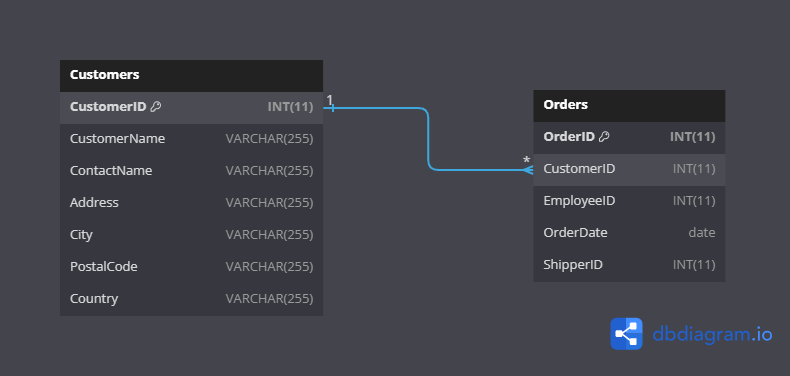 Customers
CustomerID INT(11)
CustomerName VARCHAR(255)
ContactName VARCHAR(255)
Address VARCHAR(255)
City VARCHAR(255)
PostalCode VARCHAR(255)
Country VARCHAR(255)
1
*
Orders
OrderID INT(11)
CustomerID INT(11)
EmployeeID INT(11)
OrderDate date
ShipperID INT(11)
dbdiagram.io